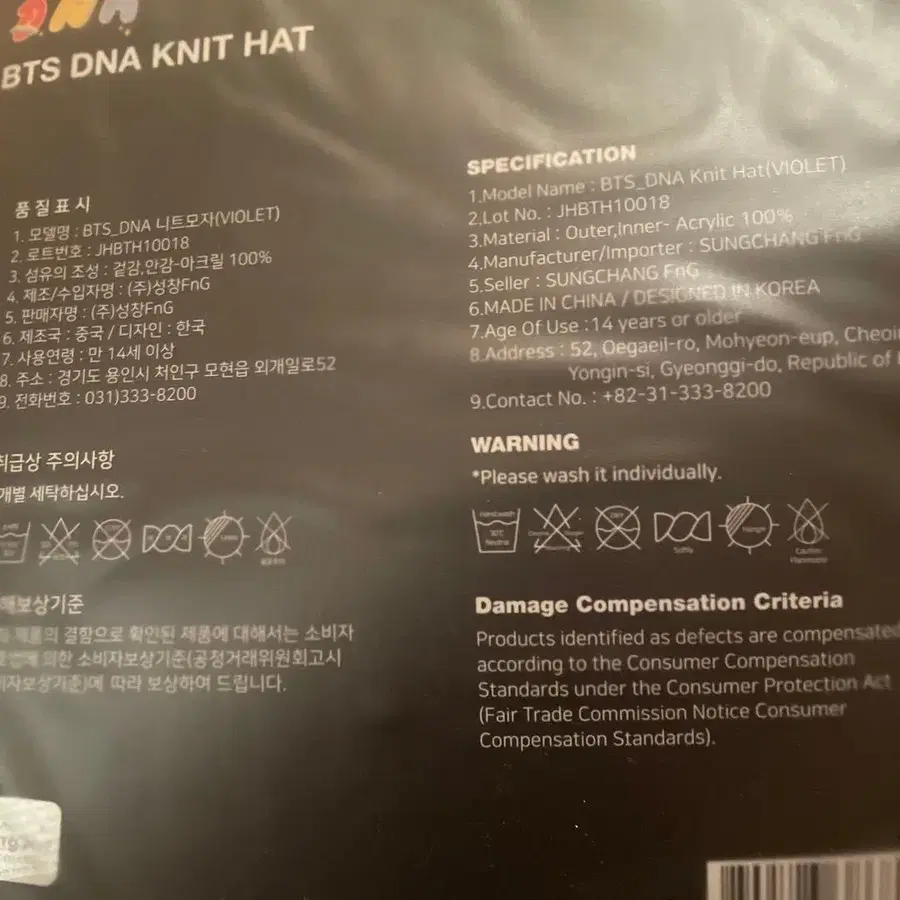 DNA
BTS DNA KNIT HAT
품질표시
1. 모델명 : BTS_DNA 니트모자(VIOLET)
2. 로트번호 : JHBTH10018
3. 섬유의 조성 : 겉감,안감-아크릴 100%
4. 제조/수입자명 : (주)성창FnG
5. 판매자명 : (주)성창FnG
6. 제조국 : 중국 / 디자인 : 한국
7. 사용연령 : 만 14세 이상
8. 주소 : 경기도 용인시 처인구 모현읍 외개일로52
9. 전화번호 : 031)333-8200
취급상 주의사항
개별 세탁하십시오.
해보상기준
제품의 결함으로 확인된 제품에 대해서는 소비자
의한 소비자보상기준(공정거래위원회고시
비자보상기준)에 따라 보상하여 드립니다.
SPECIFICATION
1.Model Name : BTS_DNA Knit Hat(VIOLET)
2.Lot No. : JHBTH10018
3.Material : Outer,Inner- Acrylic 100%
4.Manufacturer/Importer : SUNGCHANG FnG
5.Seller : SUNGCHANG FnG
6.MADE IN CHINA / DESIGNED IN KOREA
7.Age Of Use :14 years or older
8.Address : 52, Oegaeil-ro, Mohyeon-eup, Cheoin
Yongin-si, Gyeonggi-do, Republic of
9.Contact No. : +82-31-333-8200
WARNING
*Please wash it individually.
Hand wash
30℃
Neutral
DRY
Softly
Hanger
Caution
Flammable
Damage Compensation Criteria
Products identified as defects are compensated
according to the Consumer Compensation
Standards under the Consumer Protection Act
(Fair Trade Commission Notice Consumer
Compensation Standards).